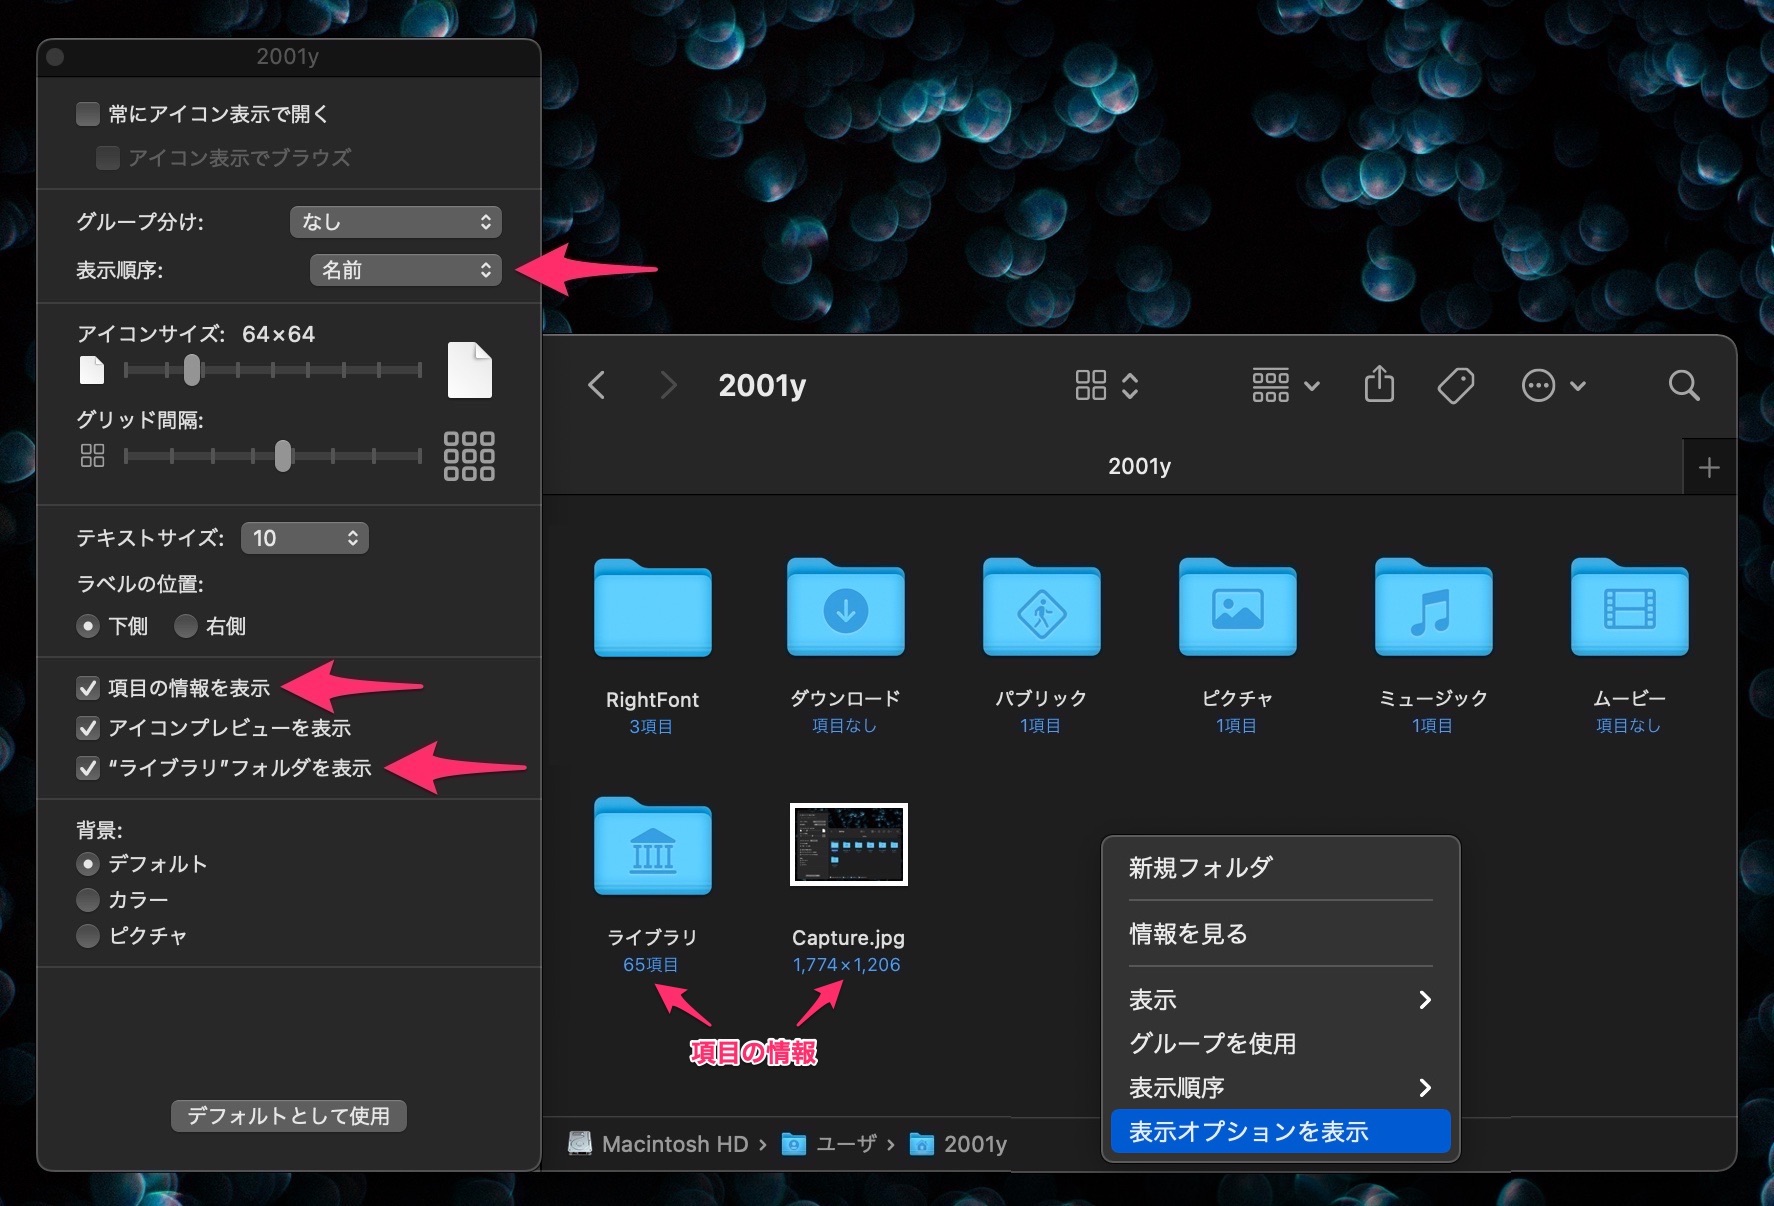 2001y
常にアイコン表示で開く
アイコン表示でブラウズ
グループ分け: なし
表示順序: 名前
アイコンサイズ: 64×64
グリッド間隔:
テキストサイズ: 10
ラベルの位置:
下側 右側
項目の情報を表示
アイコンプレビューを表示
“ライブラリ”フォルダを表示
背景:
デフォルト
カラー
ピクチャ
デフォルトとして使用
2001y
2001y
RightFont ダウンロード パブリック ピクチャ ミュージック ムービー
3項目 項目なし 1項目 1項目 1項目 項目なし
ライブラリ Capture.jpg
65項目 1,774×1,206
項目の情報
新規フォルダ
情報を見る
表示
グループを使用
表示順序
表示オプションを表示
Macintosh HD › ユーザ › 2001y